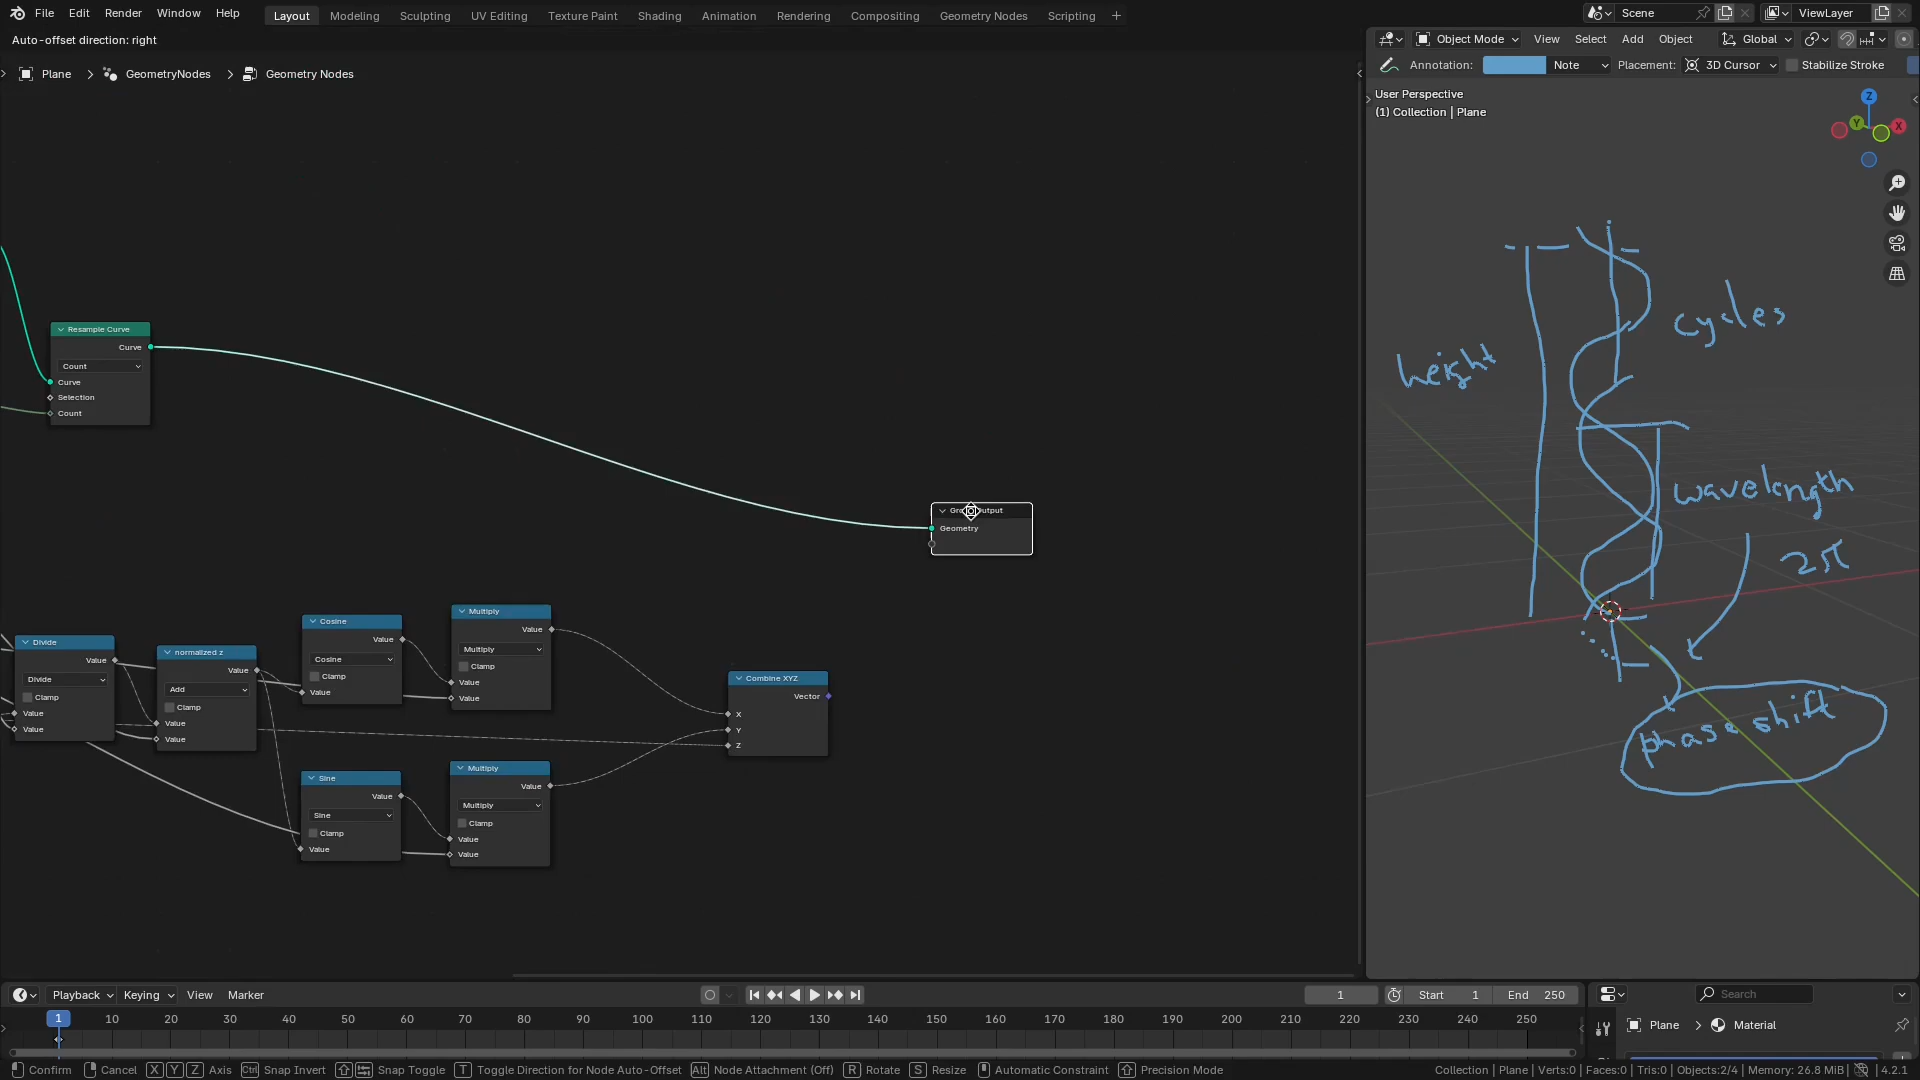 File Edit Render Window Help Layout Modeling Sculpting UV Editing Texture Paint Shading Animation Rendering Compositing Geometry Nodes Scripting + Scene ViewLayer
Auto-offset direction: right
Object Mode View Select Add Object Global
Annotation: Note Placement: 3D Cursor Stabilize Stroke
Plane > GeometryNodes > Geometry Nodes
User Perspective
(1) Collection | Plane
Z
Y
X
Resample Curve
Curve
Count
Curve
Selection
Count
Geometry
Divide
Value
Divide
Clamp
Value
Value
normalized z
Value
Add
Clamp
Value
Value
Cosine
Value
Cosine
Clamp
Value
Multiply
Value
Multiply
Clamp
Value
Value
Sine
Value
Sine
Clamp
Value
Multiply
Value
Multiply
Clamp
Value
Value
Combine XYZ
Vector
X
Y
Z
cycles
height
wavelength
2π
phase shift
Playback Keying View Marker 1 Start 1 End 250 Search
1 10 20 30 40 50 60 70 80 90 100 110 120 130 140 150 160 170 180 190 200 210 220 230 240 250
Plane > Material
Confirm Cancel X Y Z Axis Ctrl Snap Invert Snap Toggle T Toggle Direction for Node Auto-Offset Alt Node Attachment (Off) R Rotate S Resize Automatic Constraint Precision Mode Collection | Plane | Verts:0 | Faces:0 | Tris:0 | Objects:2/4 | Memory: 26.8 MiB | 4.2.1